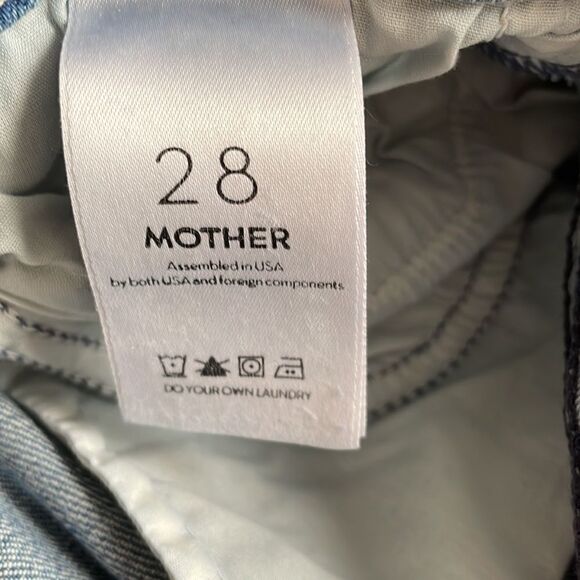 28
MOTHER
Assembled in USA
by both USA and foreign components
DO YOUR OWN LAUNDRY